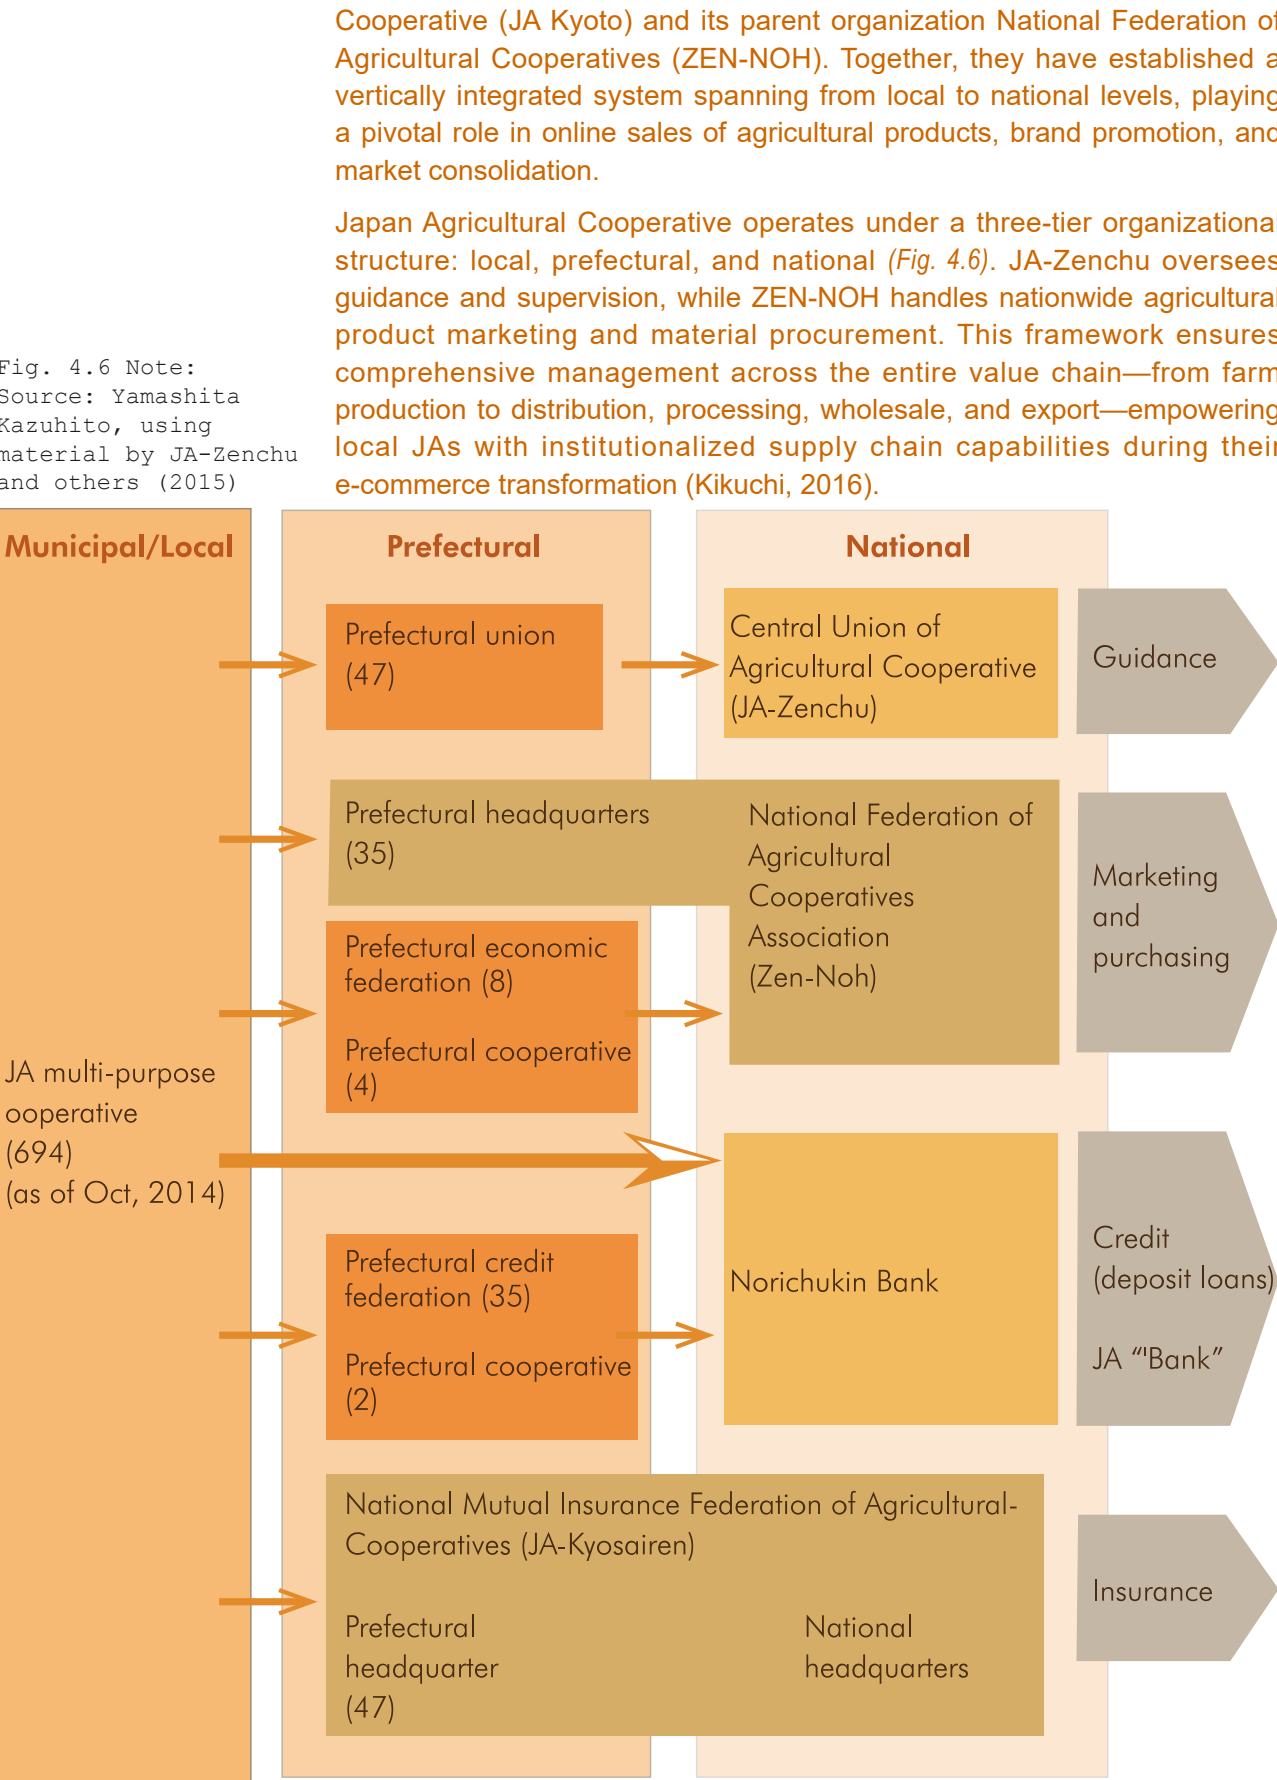 Cooperative (JA Kyoto) and its parent organization National Federation of
Agricultural Cooperatives (ZEN-NOH). Together, they have established a
vertically integrated system spanning from local to national levels, playing
a pivotal role in online sales of agricultural products, brand promotion, and
market consolidation.
Japan Agricultural Cooperative operates under a three-tier organizational
structure: local, prefectural, and national (Fig. 4.6). JA-Zenchu oversees
guidance and supervision, while ZEN-NOH handles nationwide agricultural
product marketing and material procurement. This framework ensures
comprehensive management across the entire value chain—from farm
production to distribution, processing, wholesale, and export—empowering
local JAs with institutionalized supply chain capabilities during their
e-commerce transformation (Kikuchi, 2016).
Fig. 4.6 Note:
Source: Yamashita
Kazuhito, using
material by JA-Zenchu
and others (2015)
Municipal/Local
JA multi-purpose
ooperative
(694)
(as of Oct, 2014)
Prefectural
National
Prefectural union
(47)
Central Union of
Agricultural Cooperative
(JA-Zenchu)
Guidance
Prefectural headquarters
(35)
National Federation of
Agricultural
Cooperatives
Association
(Zen-Noh)
Marketing
and
purchasing
Prefectural economic
federation (8)
Prefectural cooperative
(4)
Prefectural credit
federation (35)
Prefectural cooperative
(2)
Norichukin Bank
Credit
(deposit loans)
JA “'Bank”
National Mutual Insurance Federation of Agricultural-
Cooperatives (JA-Kyosairen)
Prefectural
headquarter
(47)
National
headquarters
Insurance